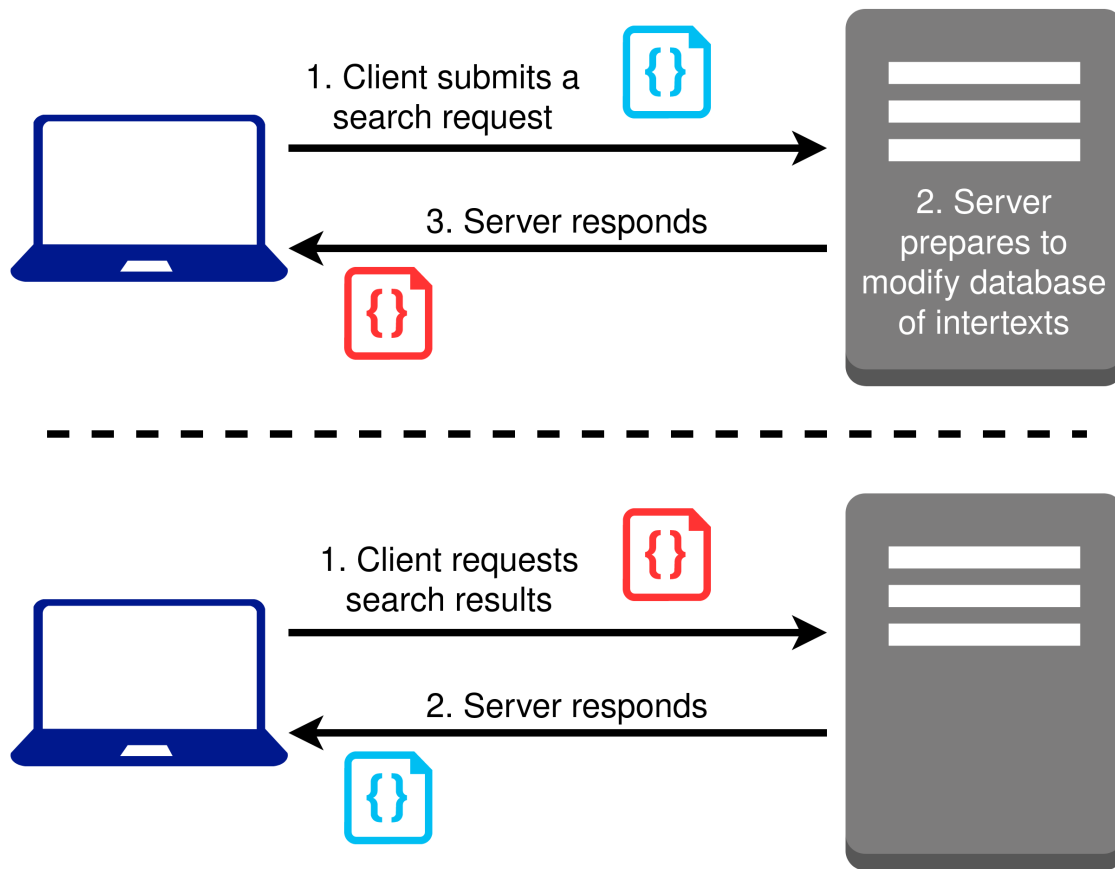 1. Client submits a
search request
{}
3. Server responds
{}
2. Server
prepares to
modify database
of intertexts
1. Client requests
search results
{}
2. Server responds
{}